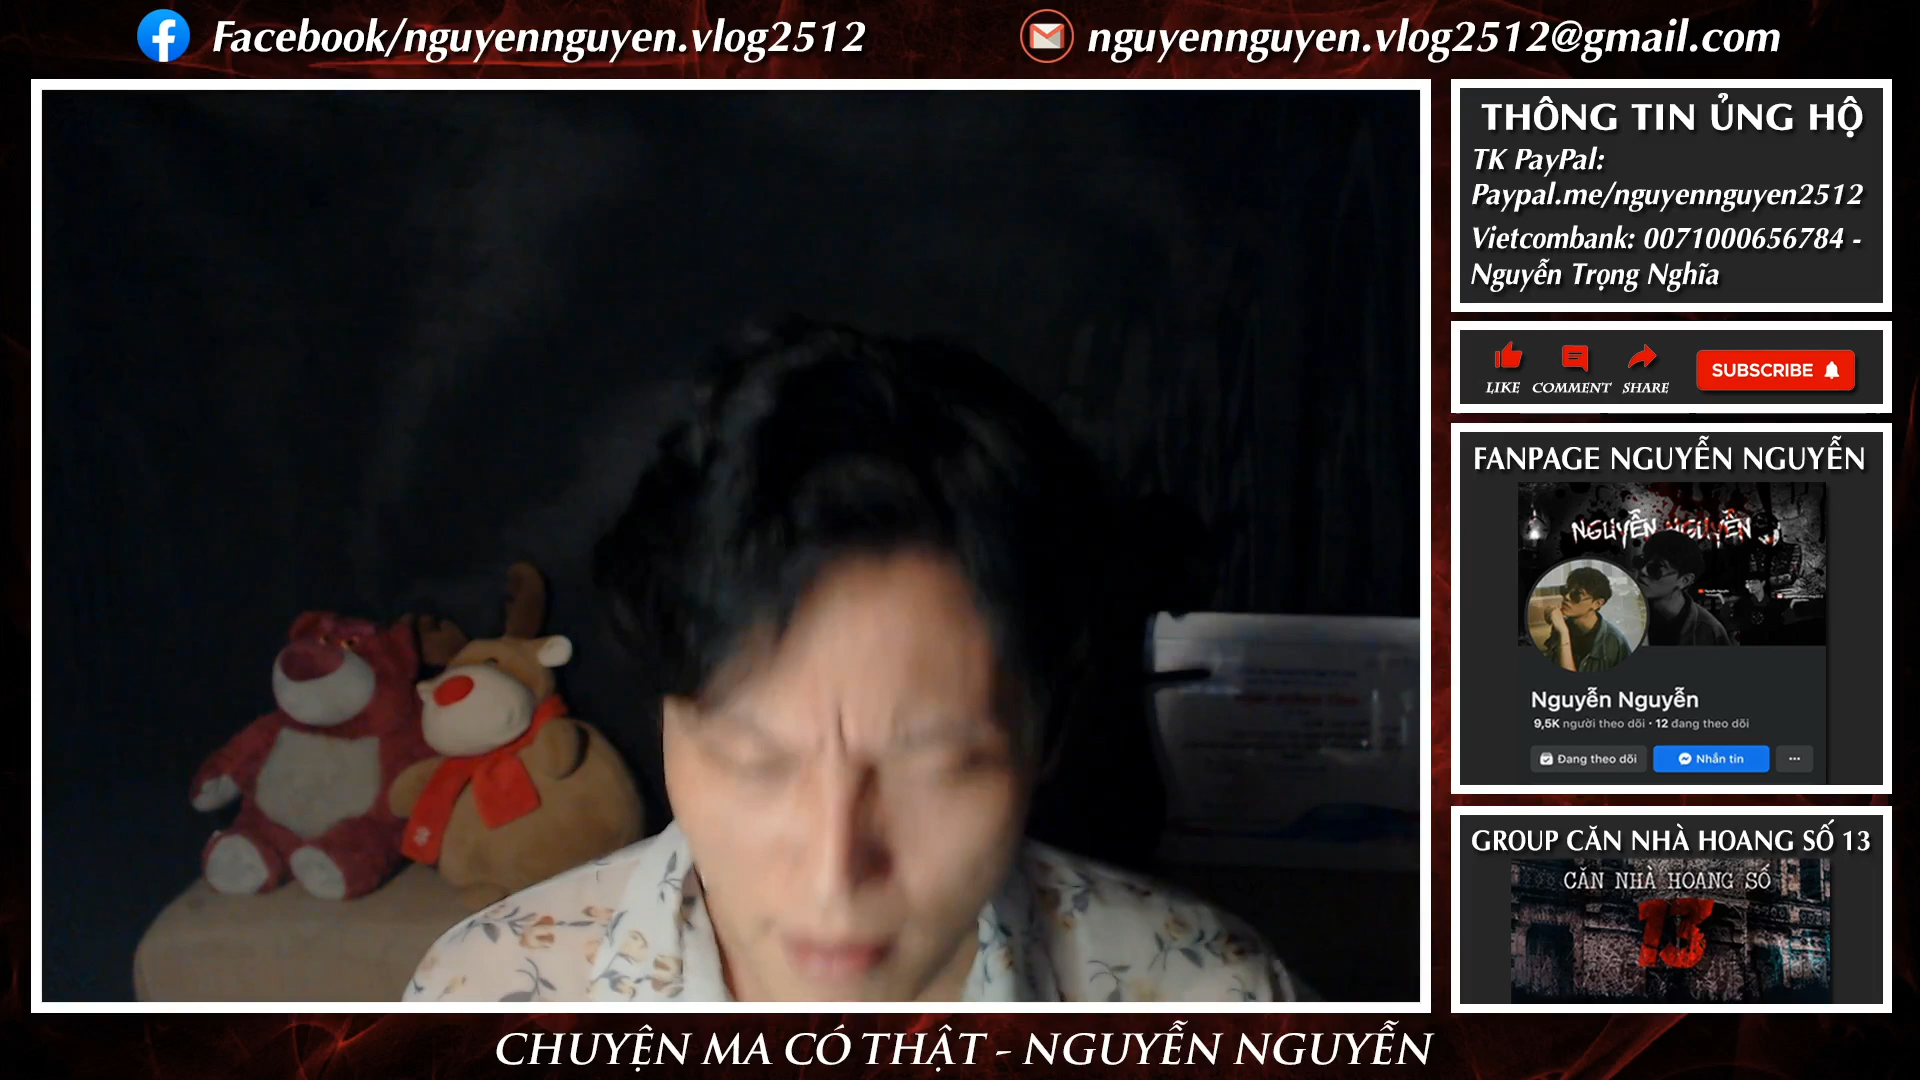 Facebook/nguyennguyen.vlog2512
nguyennguyen.vlog2512@gmail.com
THÔNG TIN ỦNG HỘ
TK PayPal:
Paypal.me/nguyennguyen2512
Vietcombank: 0071000656784 -
Nguyễn Trọng Nghĩa
LIKE COMMENT SHARE
SUBSCRIBE
FANPAGE NGUYỄN NGUYỄN
NGUYỄN NGUYỄN
Nguyễn Nguyễn
9,5K người theo dõi • 12 đang theo dõi
Đang theo dõi
Nhắn tin
GROUP CĂN NHÀ HOANG SỐ 13
CĂN NHÀ HOANG SỐ
13
CHUYỆN MA CÓ THẬT - NGUYỄN NGUYỄN